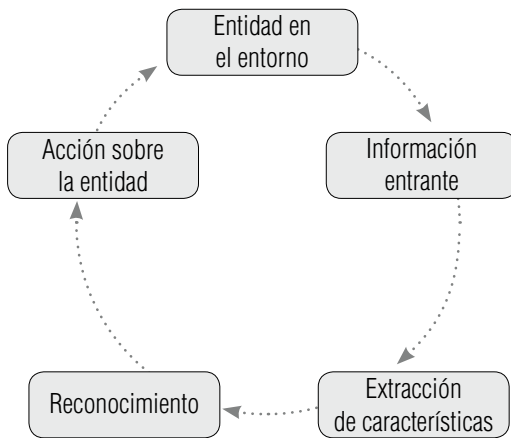 Entidad en
el entorno
Información
entrante
Extracción
de características
Reconocimiento
Acción sobre
la entidad